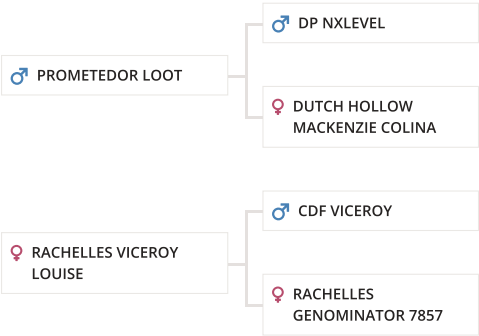 DP NXLEVEL
PROMETEDOR LOOT
DUTCH HOLLOW
MACKENZIE COLINA
CDF VICEROY
RACHELLES VICEROY
LOUISE
RACHELLES
GENOMINATOR 7857